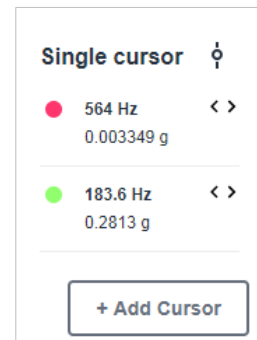 Single cursor
564 Hz
0.003349 g
183.6 Hz
0.2813 g
+ Add Cursor